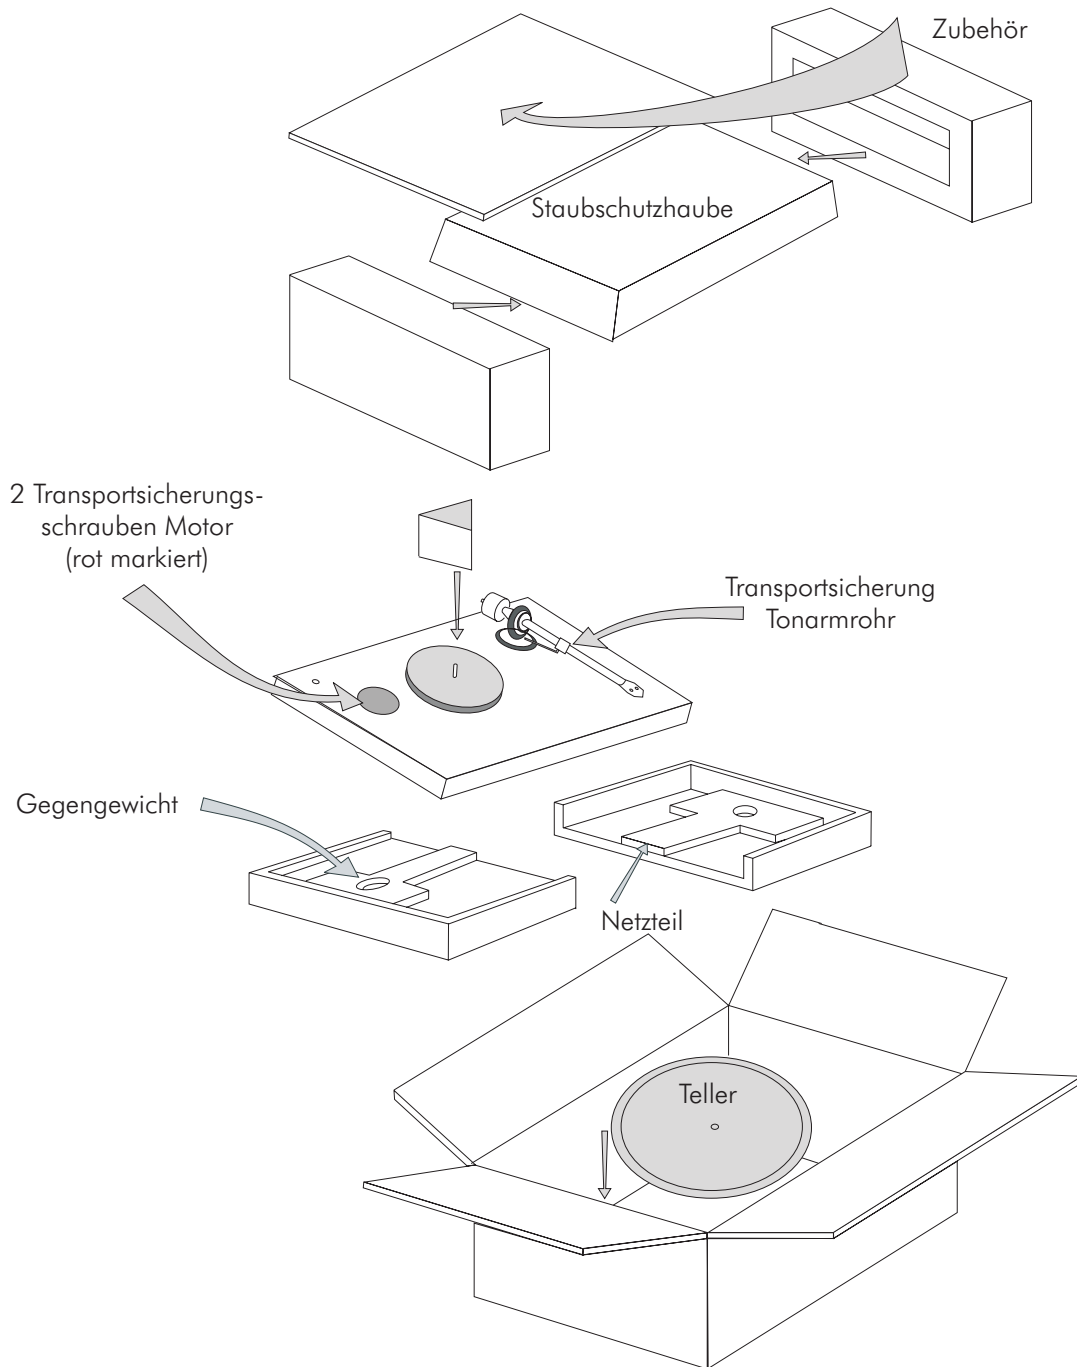 Zubehör
Staubschutzhaube
2 Transportsicherungs-
schrauben Motor
(rot markiert)
Transportsicherung
Tonarmrohr
Gegengewicht
Netzteil
Teller